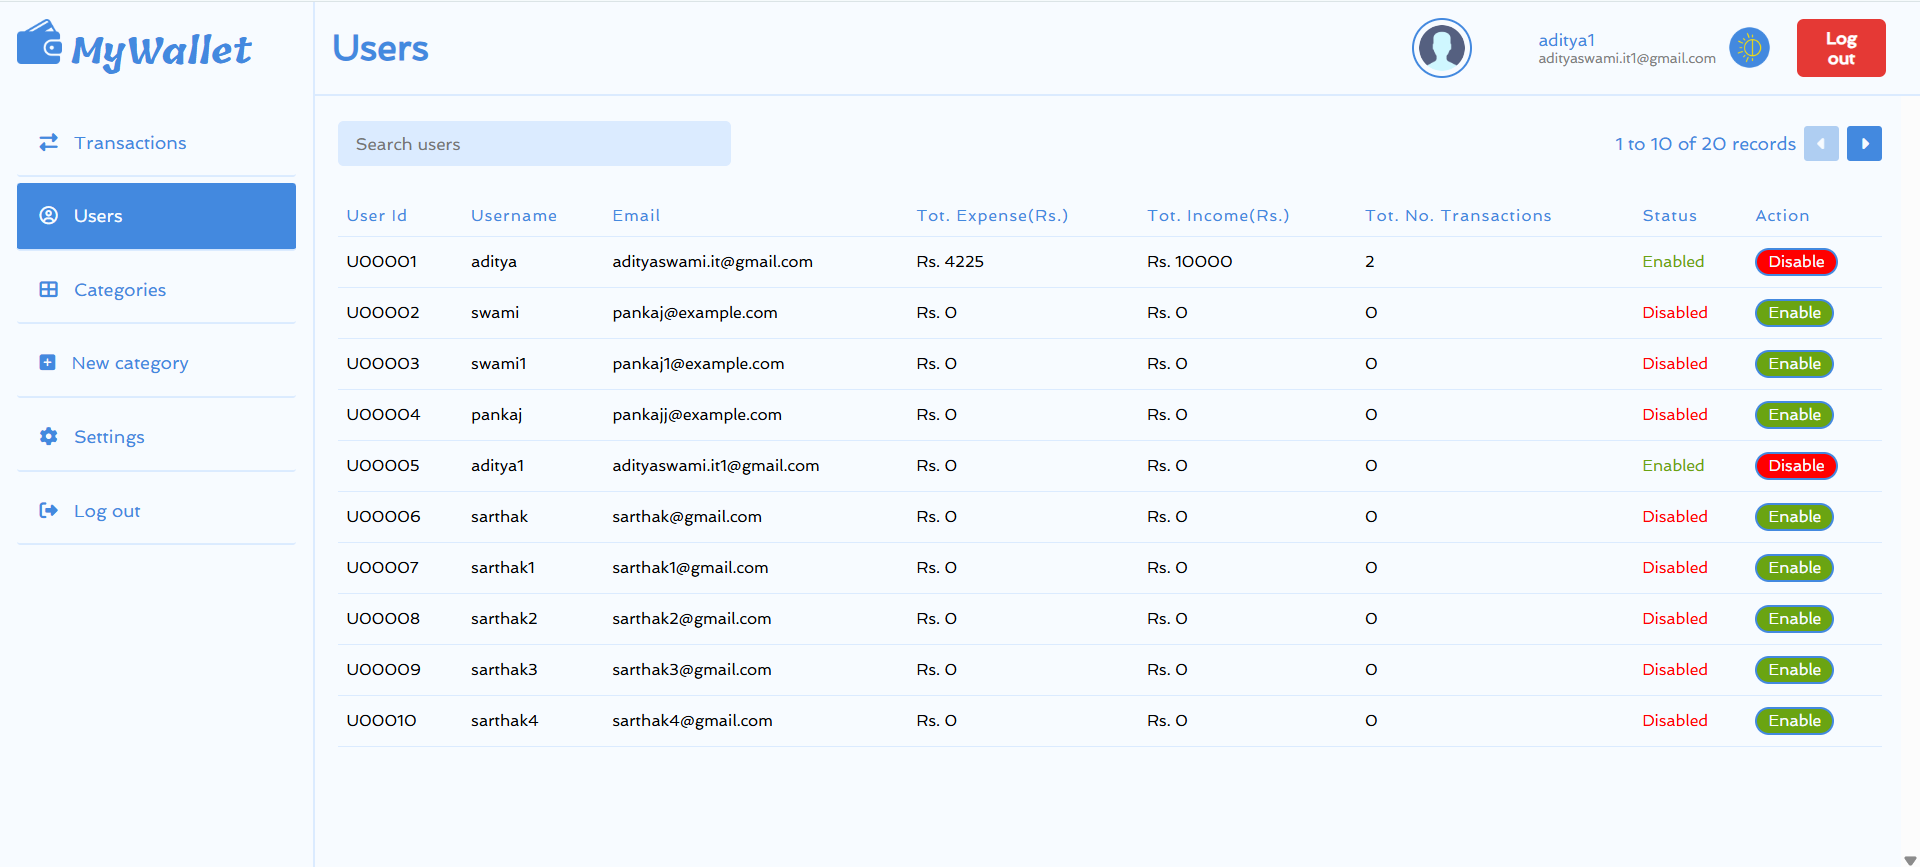 MyWallet
Users
aditya1
adityaswami.it1@gmail.com
Log
out
Transactions
Users
Categories
New category
Settings
Log out
Search users
1 to 10 of 20 records
User Id Username Email Tot. Expense(Rs.) Tot. Income(Rs.) Tot. No. Transactions Status Action
U00001 aditya adityaswami.it@gmail.com Rs. 4225 Rs. 10000 2 Enabled Disable
U00002 swami pankaj@example.com Rs. 0 Rs. 0 0 Disabled Enable
U00003 swami1 pankaj1@example.com Rs. 0 Rs. 0 0 Disabled Enable
U00004 pankaj pankajj@example.com Rs. 0 Rs. 0 0 Disabled Enable
U00005 aditya1 adityaswami.it1@gmail.com Rs. 0 Rs. 0 0 Enabled Disable
U00006 sarthak sarthak@gmail.com Rs. 0 Rs. 0 0 Disabled Enable
U00007 sarthak1 sarthak1@gmail.com Rs. 0 Rs. 0 0 Disabled Enable
U00008 sarthak2 sarthak2@gmail.com Rs. 0 Rs. 0 0 Disabled Enable
U00009 sarthak3 sarthak3@gmail.com Rs. 0 Rs. 0 0 Disabled Enable
U00010 sarthak4 sarthak4@gmail.com Rs. 0 Rs. 0 0 Disabled Enable